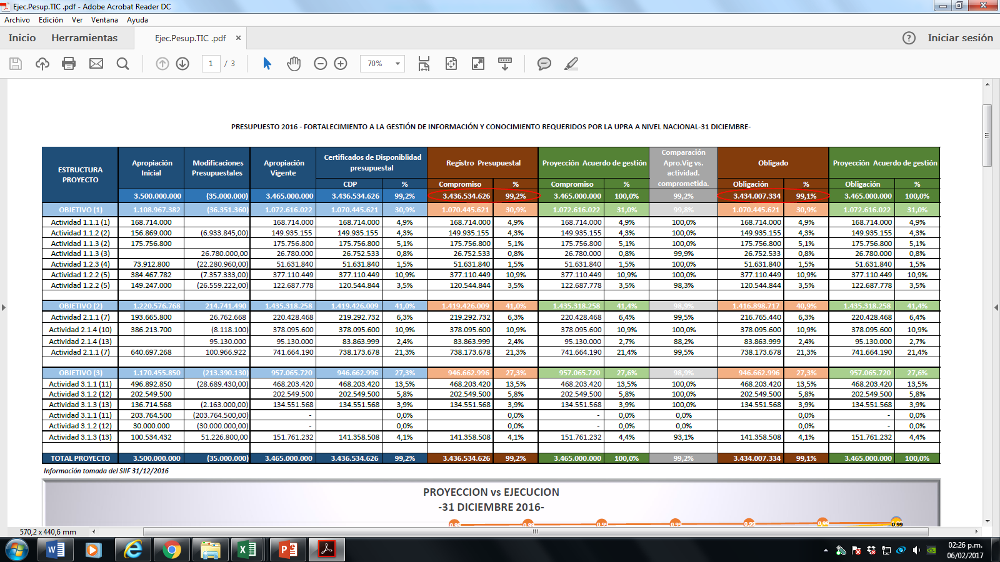 Ejec.Pesup.TIC .pdf - Adobe Acrobat Reader DC
Archivo Edición Ver Ventana Ayuda
Inicio Herramientas Ejec.Pesup.TIC .pdf × ? Iniciar sesión
1 / 3 70%
PRESUPUESTO 2016 - FORTALECIMIENTO A LA GESTIÓN DE INFORMACIÓN Y CONOCIMIENTO REQUERIDOS POR LA UPRA A NIVEL NACIONAL-31 DICIEMBRE-
ESTRUCTURA PROYECTO Apropiación Inicial Modificaciones Presupuestales Apropiación Vigente Certificados de Disponiblidad presupuestal Registro Presupuestal Proyección Acuerdo de gestión Comparación Apro.Vig vs. actividad. comprometida. Obligado Proyección Acuerdo de gestión
CDP % Compromiso % Compromiso % Obligación % Obligación %
3.500.000.000 (35.000.000) 3.465.000.000 3.436.534.626 99,2% 3.436.534.626 99,2% 3.465.000.000 100,0% 99,2% 3.434.007.334 99,1% 3.465.000.000 100,0%
OBJETIVO (1) 1.108.967.382 (36.351.360) 1.072.616.022 1.070.445.621 30,9% 1.070.445.621 30,9% 1.072.616.022 31,0% 99,8% 1.070.445.621 30,9% 1.072.616.022 31,0%
Actividad 1.1.1 (1) 168.714.000 168.714.000 168.714.000 4,9% 168.714.000 4,9% 168.714.000 4,9% 100,0% 168.714.000 4,9% 168.714.000 4,9%
Actividad 1.1.2 (2) 156.869.000 (6.933.845,00) 149.935.155 149.935.155 4,3% 149.935.155 4,3% 149.935.155 4,3% 100,0% 149.935.155 4,3% 149.935.155 4,3%
Actividad 1.1.3 (2) 175.756.800 175.756.800 175.756.800 5,1% 175.756.800 5,1% 175.756.800 5,1% 100,0% 175.756.800 5,1% 175.756.800 5,1%
Actividad 1.1.3 (3) 26.780.000,00 26.780.000 26.752.533 0,8% 26.752.533 0,8% 26.780.000 0,8% 99,9% 26.752.533 0,8% 26.780.000 0,8%
Actividad 1.2.3 (4) 73.912.800 (22.280.960,00) 51.631.840 51.631.840 1,5% 51.631.840 1,5% 51.631.840 1,5% 100,0% 51.631.840 1,5% 51.631.840 1,5%
Actividad 1.2.2 (5) 384.467.782 (7.357.333,00) 377.110.449 377.110.449 10,9% 377.110.449 10,9% 377.110.449 10,9% 100,0% 377.110.449 10,9% 377.110.449 10,9%
Actividad 1.2.2 (5) 149.247.000 (26.559.222,00) 122.687.778 120.544.844 3,5% 120.544.844 3,5% 122.687.778 3,5% 98,3% 120.544.844 3,5% 122.687.778 3,5%
OBJETIVO (2) 1.220.576.768 214.741.490 1.435.318.258 1.419.426.009 41,0% 1.419.426.009 41,0% 1.435.318.258 41,4% 98,9% 1.416.898.717 40,9% 1.435.318.258 41,4%
Actividad 2.1.1 (7) 193.665.800 26.762.668 220.428.468 219.292.732 6,3% 219.292.732 6,3% 220.428.468 6,4% 99,5% 216.765.440 6,3% 220.428.468 6,4%
Actividad 2.1.4 (10) 386.213.700 (8.118.100) 378.095.600 378.095.600 10,9% 378.095.600 10,9% 378.095.600 10,9% 100,0% 378.095.600 10,9% 378.095.600 10,9%
Actividad 2.1.4 (13) 95.130.000 95.130.000 83.863.999 2,4% 83.863.999 2,4% 95.130.000 2,7% 88,2% 83.863.999 2,4% 95.130.000 2,7%
Actividad 2.1.1 (7) 640.697.268 100.966.922 741.664.190 738.173.678 21,3% 738.173.678 21,3% 741.664.190 21,4% 99,5% 738.173.678 21,3% 741.664.190 21,4%
OBJETIVO (3) 1.170.455.850 (213.390.130) 957.065.720 946.662.996 27,3% 946.662.996 27,3% 957.065.720 27,6% 98,9% 946.662.996 27,3% 957.065.720 27,6%
Actividad 3.1.1 (11) 496.892.850 (28.689.430,00) 468.203.420 468.203.420 13,5% 468.203.420 13,5% 468.203.420 13,5% 100,0% 468.203.420 13,5% 468.203.420 13,5%
Actividad 3.1.2 (12) 202.549.500 202.549.500 202.549.500 5,8% 202.549.500 5,8% 202.549.500 5,8% 100,0% 202.549.500 5,8% 202.549.500 5,8%
Actividad 3.1.3 (13) 136.714.568 (2.163.000,00) 134.551.568 134.551.568 3,9% 134.551.568 3,9% 134.551.568 3,9% 100,0% 134.551.568 3,9% 134.551.568 3,9%
Actividad 3.1.1 (11) 203.764.500 (203.764.500,00) - 0,0% 0,0% - 0,0% 0,0% 0,0% - 0,0%
Actividad 3.1.2 (12) 30.000.000 (30.000.000,00) - 0,0% 0,0% - 0,0% 0,0% 0,0% - 0,0%
Actividad 3.1.3 (13) 100.534.432 51.226.800,00 151.761.232 141.358.508 4,1% 141.358.508 4,1% 151.761.232 4,4% 93,1% 141.358.508 4,1% 151.761.232 4,4%
TOTAL PROYECTO 3.500.000.000 (35.000.000) 3.465.000.000 3.436.534.626 99,2% 3.436.534.626 99,2% 3.465.000.000 100,0% 99,2% 3.434.007.334 99,1% 3.465.000.000 100,0%
Información tomada del SIIF 31/12/2016
PROYECCION vs EJECUCION
-31 DICIEMBRE 2016-
0.99 0.99 0.99 0.99 0.99 0.99 0.99
570,2 x 440,6 mm
02:26 p.m.
06/02/2017